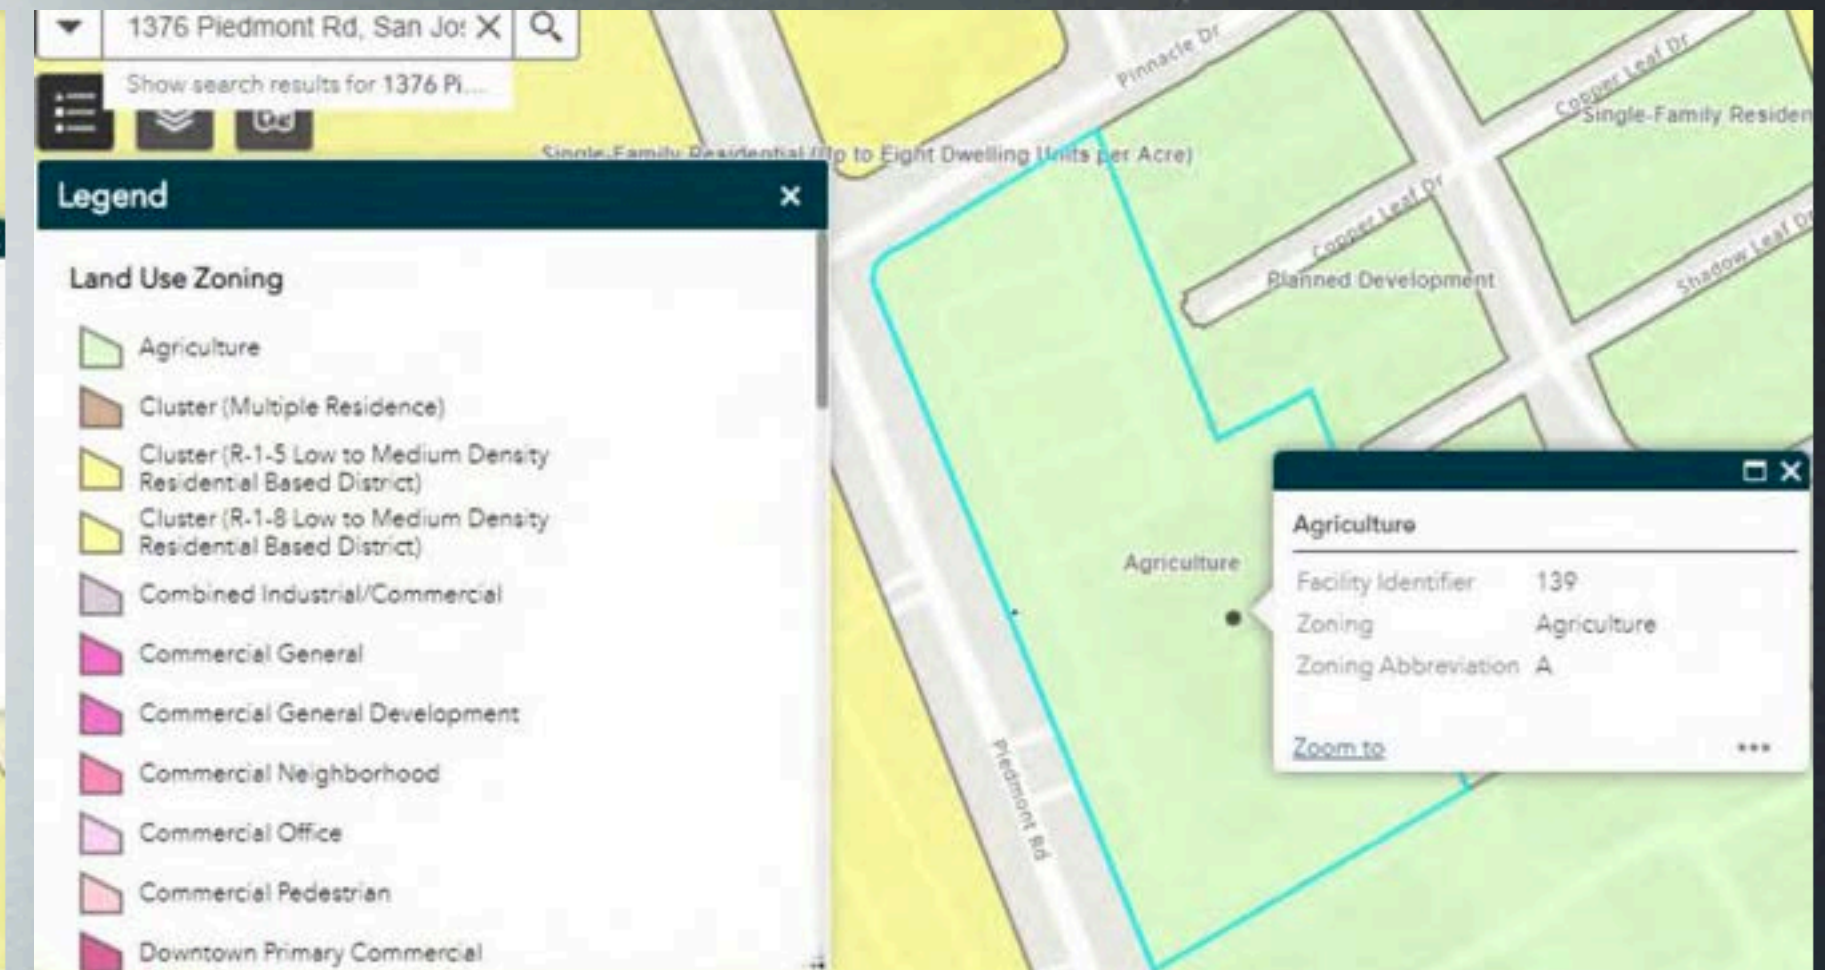 1376 Piedmont Rd, San Jos
Show search results for 1376 Pi....
Pinnacle Dr
Copper Leaf Dr
Single-Family Residen
Single-Family Residential (Up to Eight Dwelling Units per Acre)
Legend
Land Use Zoning
Agriculture
Cluster (Multiple Residence)
Cluster (R-1-5 Low to Medium Density
Residential Based District)
Cluster (R-1-8 Low to Medium Density
Residential Based District)
Combined Industrial/Commercial
Commercial General
Commercial General Development
Commercial Neighborhood
Commercial Office
Commercial Pedestrian
Downtown Primary Commercial
Copper Leaf Dr
Planned Development
Shadow Leaf Dr
Agriculture
Piedmont Rd
Agriculture
Facility Identifier 139
Zoning Agriculture
Zoning Abbreviation A
Zoom to